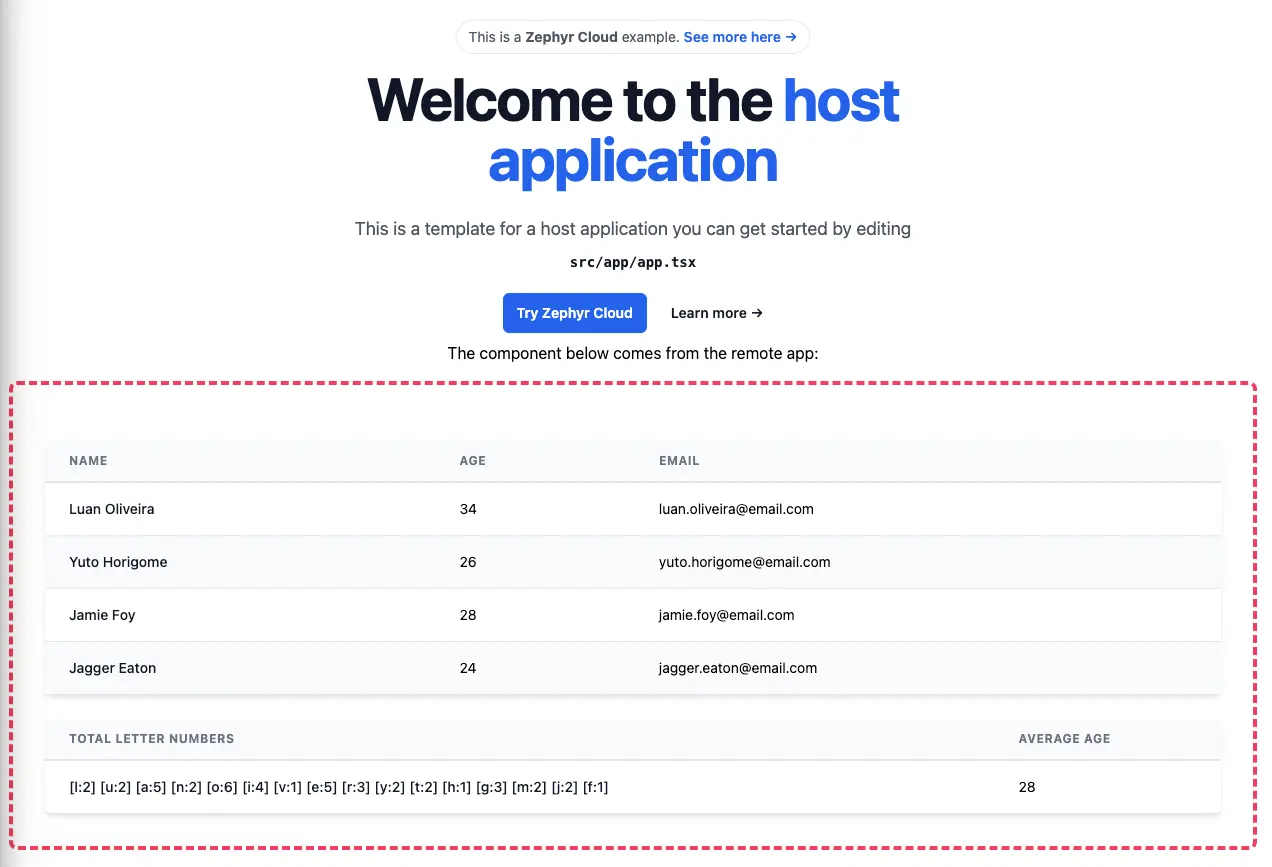 This is a Zephyr Cloud example. See more here →
Welcome to the host
application
This is a template for a host application you can get started by editing
src/app/app.tsx
Try Zephyr Cloud Learn more →
The component below comes from the remote app:
NAME AGE EMAIL
Luan Oliveira 34 luan.oliveira@email.com
Yuto Horigome 26 yuto.horigome@email.com
Jamie Foy 28 jamie.foy@email.com
Jagger Eaton 24 jagger.eaton@email.com
TOTAL LETTER NUMBERS AVERAGE AGE
[l:2] [u:2] [a:5] [n:2] [o:6] [i:4] [v:1] [e:5] [r:3] [y:2] [t:2] [h:1] [g:3] [m:2] [j:2] [f:1] 28